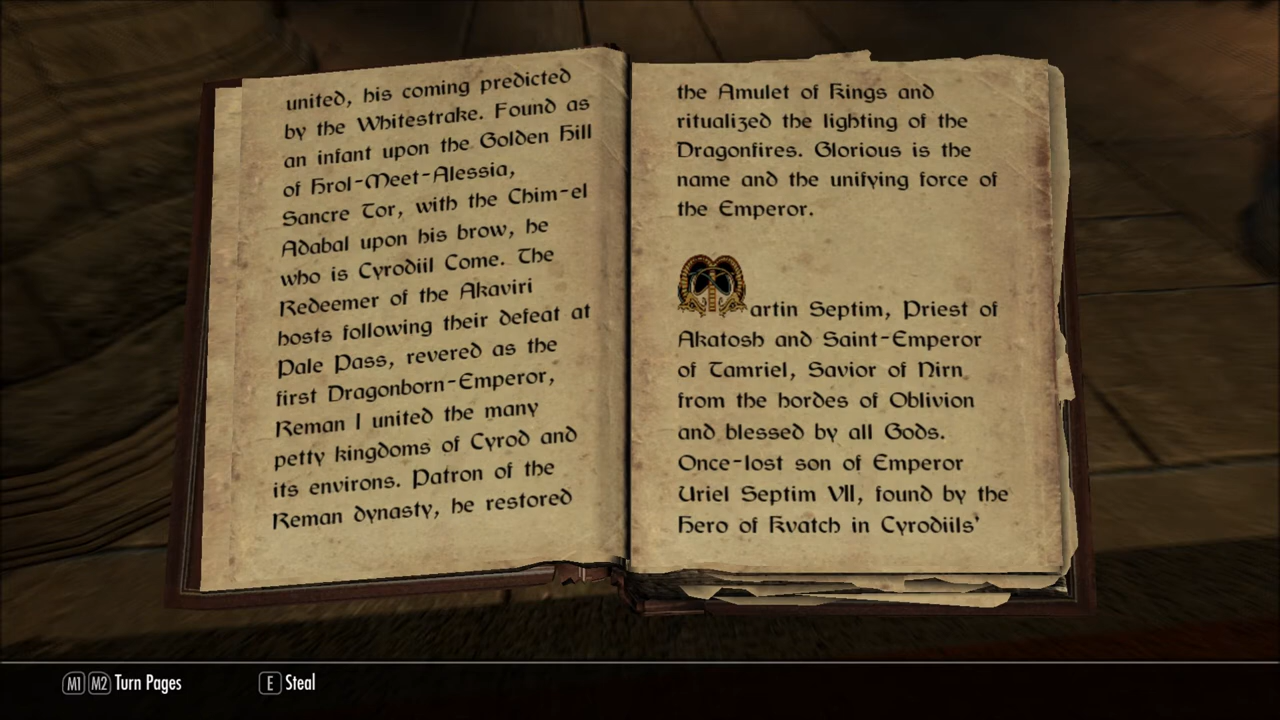 united, his coming predicted
by the Whitestrake. Found as
an infant upon the Golden Hill
of Hrol-Meet-Alessia,
Sancre Tor, with the Chim-el
Adabal upon his brow, he
who is Cyrodiil Come. The
Redeemer of the Akaviri
hosts following their defeat at
Pale Pass, revered as the
first Dragonborn-Emperor,
Reman I united the many
petty kingdoms of Cyrod and
its environs. Patron of the
Reman dynasty, he restored
the Amulet of Kings and
ritualized the lighting of the
Dragonfires. Glorious is the
name and the unifying force of
the Emperor.
Martin Septim, Priest of
Akatosh and Saint-Emperor
of Tamriel, Savior of Nirn
from the hordes of Oblivion
and blessed by all Gods.
Once-lost son of Emperor
Uriel Septim VII, found by the
Hero of Kvatch in Cyrodiils'
M1 M2 Turn Pages
E Steal